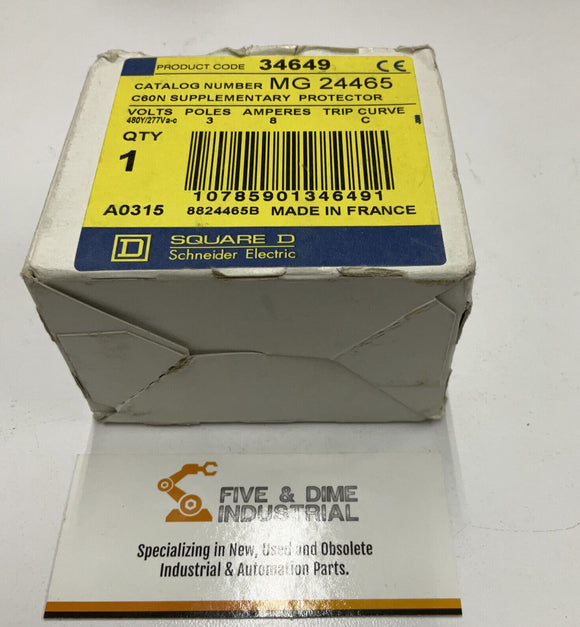 PRODUCT CODE 34649 CE
CATALOG NUMBER MG 24465
C60N SUPPLEMENTARY PROTECTOR
VOLTS POLES AMPERES TRIP CURVE
480Y/277Va-c 3 8 C
QTY
1
10785901346491
A0315 8824465B MADE IN FRANCE
D SQUARE D
Schneider Electric
FIVE & DIME
INDUSTRIAL
Specializing in New, Used and Obsolete
Industrial & Automation Parts.